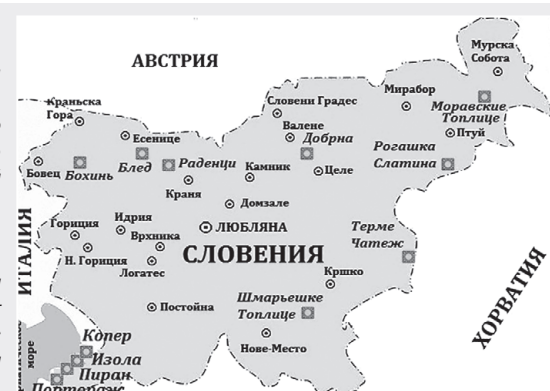 АВСТРИЯ
Мурска
Собота
Краньска
Гора
Словени Градес
Мирабор
Моравские
Топлице
Есенице
Валене
Птуй
Добрна
Рогашка
Слатина
Бовец
Бохинь
Блед
Раденци
Камник
Целе
Краня
Домзале
ИТАЛИЯ
Гориция
Идрия
ЛЮБЛЯНА
Терме
Чатеж
Врхника
Н. Гориция
СЛОВЕНИЯ
Логатес
Кршко
ХОРВАТИЯ
Шмарьешке
Топлице
Постойна
Нове-Место
Копер
море
Изола
Пиран